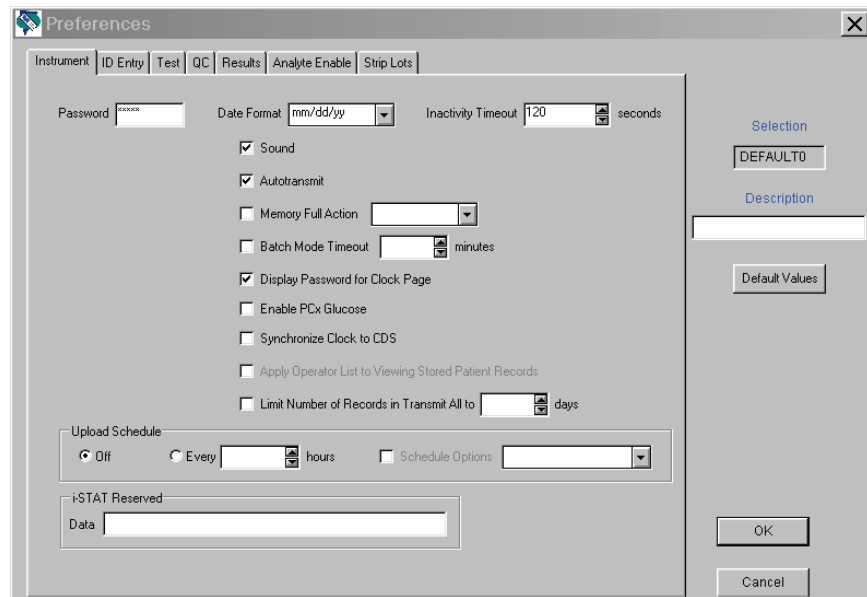 Preferences
Instrument ID Entry Test QC Results Analyte Enable Strip Lots
Password ***** Date Format mm/dd/yy Inactivity Timeout 120 seconds
Selection
DEFAULT0
Sound
Autotransmit
Description
Memory Full Action
Batch Mode Timeout minutes
Display Password for Clock Page
Default Values
Enable PCx Glucose
Synchronize Clock to CDS
Apply Operator List to Viewing Stored Patient Records
Limit Number of Records in Transmit All to days
Upload Schedule
Off Every hours Schedule Options
i-STAT Reserved
Data
OK
Cancel